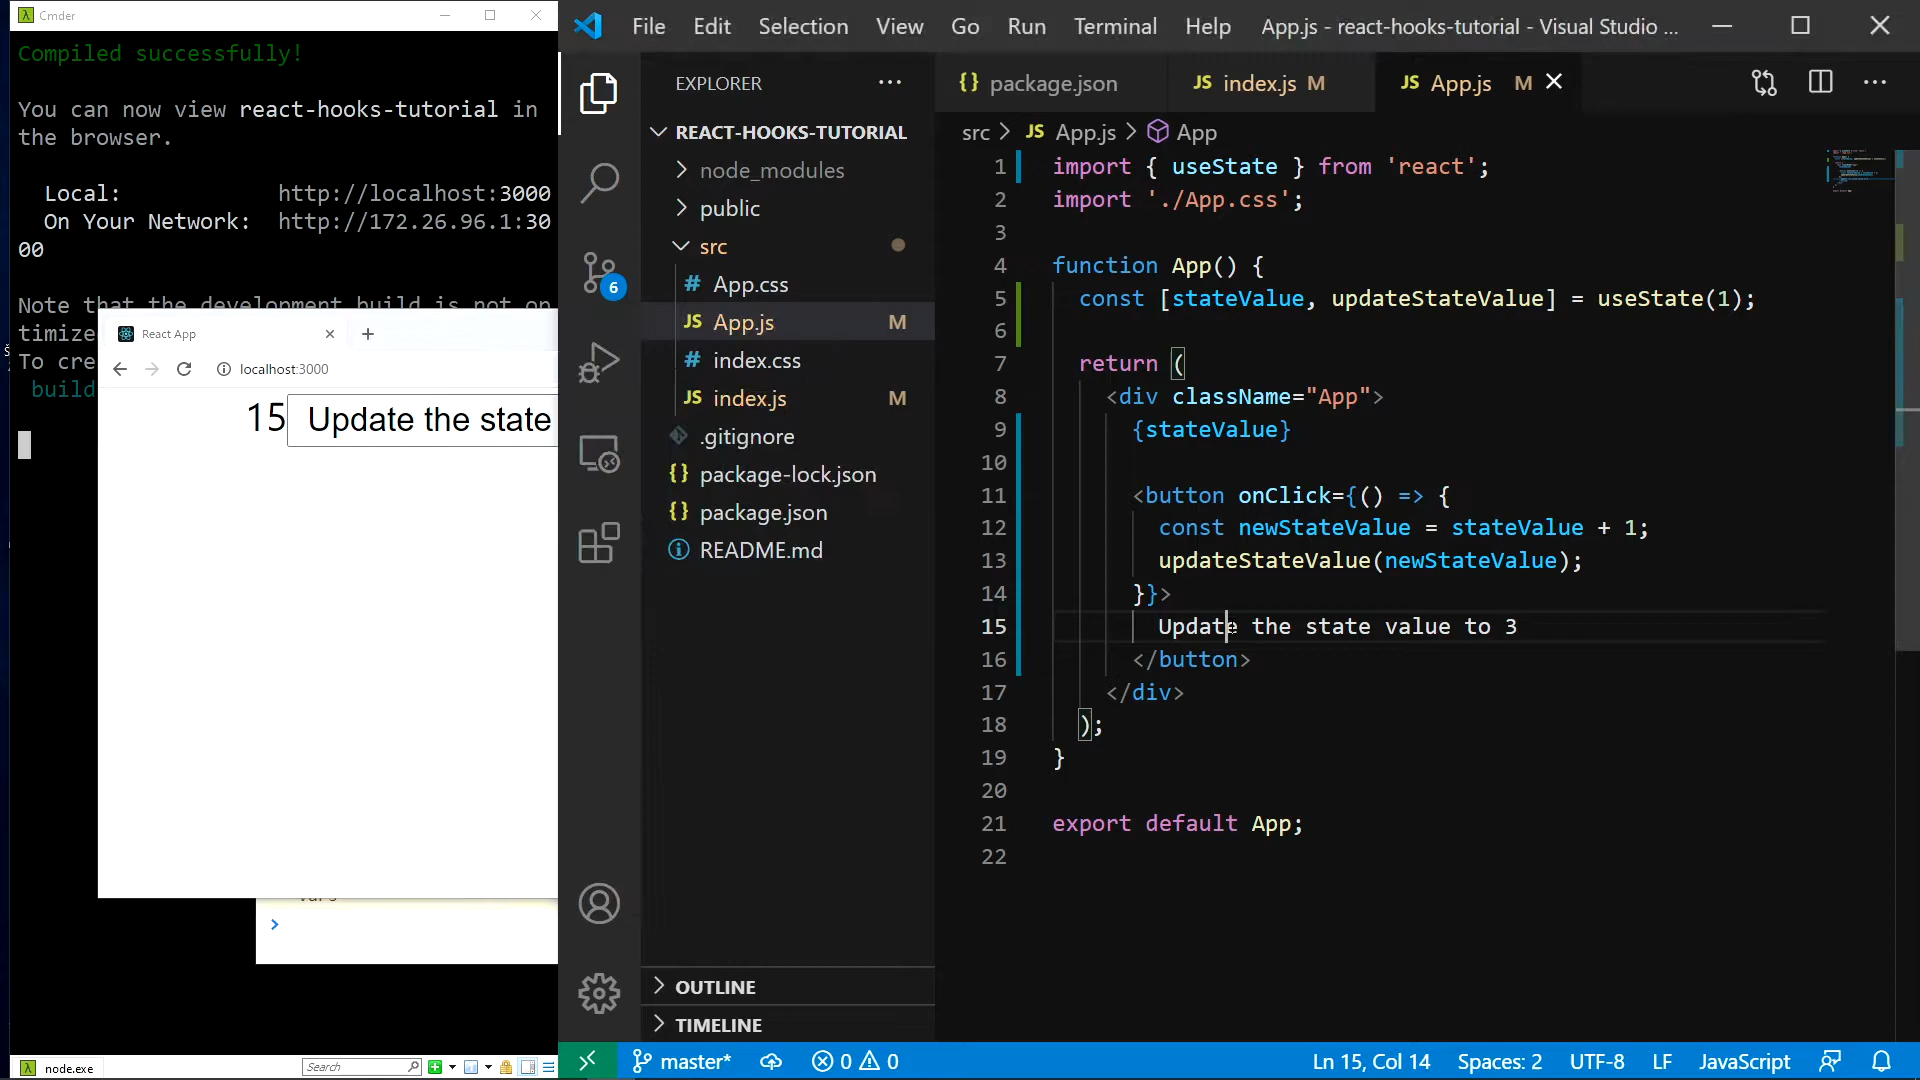 Cmder
Compiled successfully!
You can now view react-hooks-tutorial in
the browser.
Local: http://localhost:3000
On Your Network: http://172.26.96.1:30
00
Note that the development build is not op
timize
To cre
build
React App
localhost:3000
15 Update the state
node.exe
Search
File Edit Selection View Go Run Terminal Help App.js - react-hooks-tutorial - Visual Studio ...
EXPLORER
REACT-HOOKS-TUTORIAL
node_modules
public
src
App.css
App.js M
index.css
index.js M
.gitignore
package-lock.json
package.json
README.md
OUTLINE
TIMELINE
6
{} package.json JS index.js M JS App.js M
src > JS App.js > App
1 import { useState } from 'react';
2 import './App.css';
3
4 function App() {
5 const [stateValue, updateStateValue] = useState(1);
6
7 return (
8 <div className="App">
9 {stateValue}
10
11 <button onClick={() => {
12 const newStateValue = stateValue + 1;
13 updateStateValue(newStateValue);
14 }}>
15 Update the state value to 3
16 </button>
17 </div>
18 );
19 }
20
21 export default App;
22
master* 0 0 Ln 15, Col 14 Spaces: 2 UTF-8 LF JavaScript